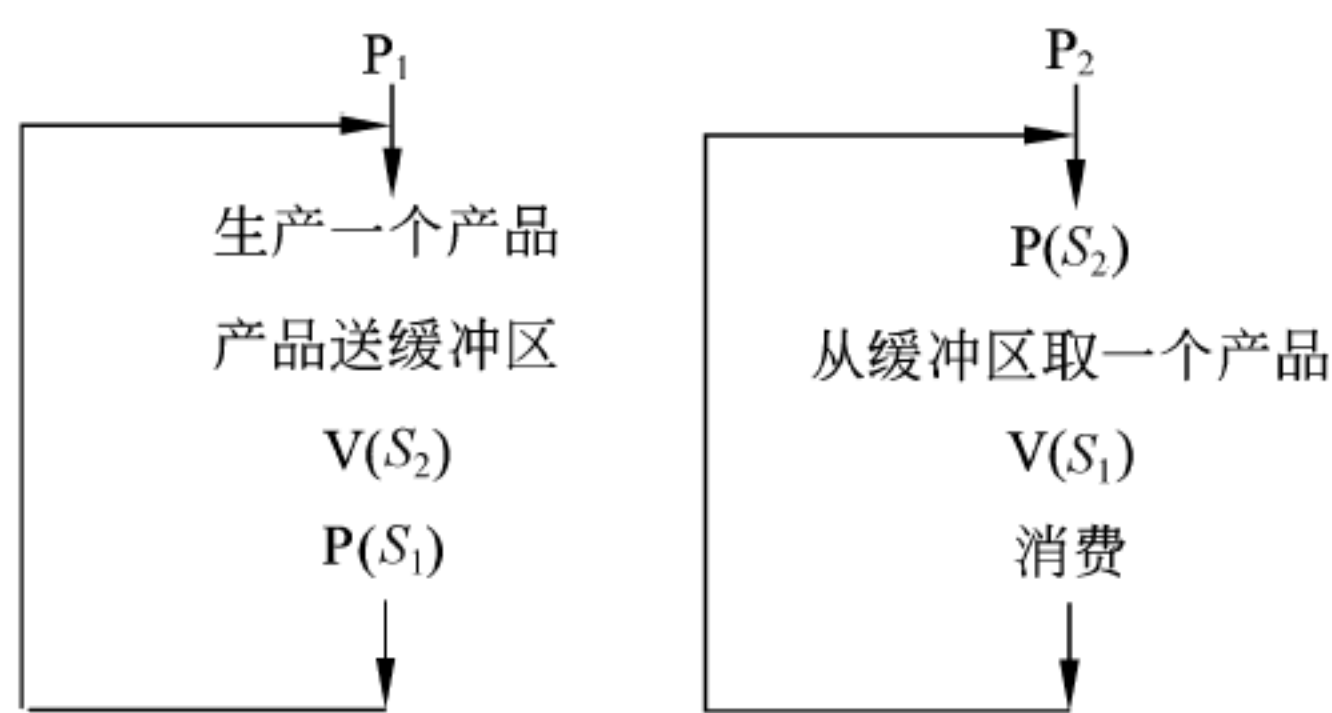 P₁
生产一个产品
产品送缓冲区
V(S₂)
P(S₁)
P₂
P(S₂)
从缓冲区取一个产品
V(S₁)
消费